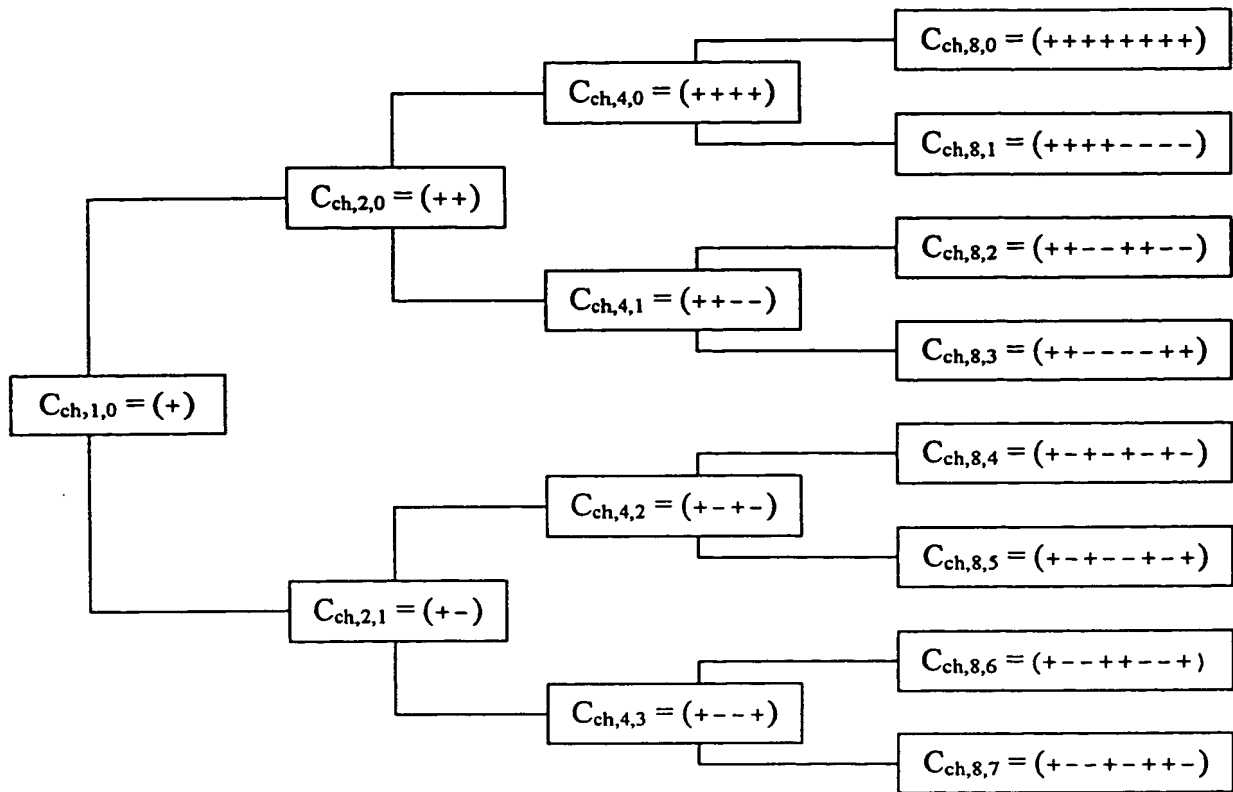 C_ch,8,0 = (++++++++)
C_ch,4,0 = (++++)
C_ch,8,1 = (++++----)
C_ch,2,0 = (++)
C_ch,8,2 = (++--++--)
C_ch,4,1 = (++--)
C_ch,8,3 = (++----++)
C_ch,1,0 = (+)
C_ch,8,4 = (+-+-+-+-)
C_ch,4,2 = (+-+-)
C_ch,8,5 = (+-+--+-+)
C_ch,2,1 = (+-)
C_ch,8,6 = (+--++--+)
C_ch,4,3 = (+--+)
C_ch,8,7 = (+--+-++-)